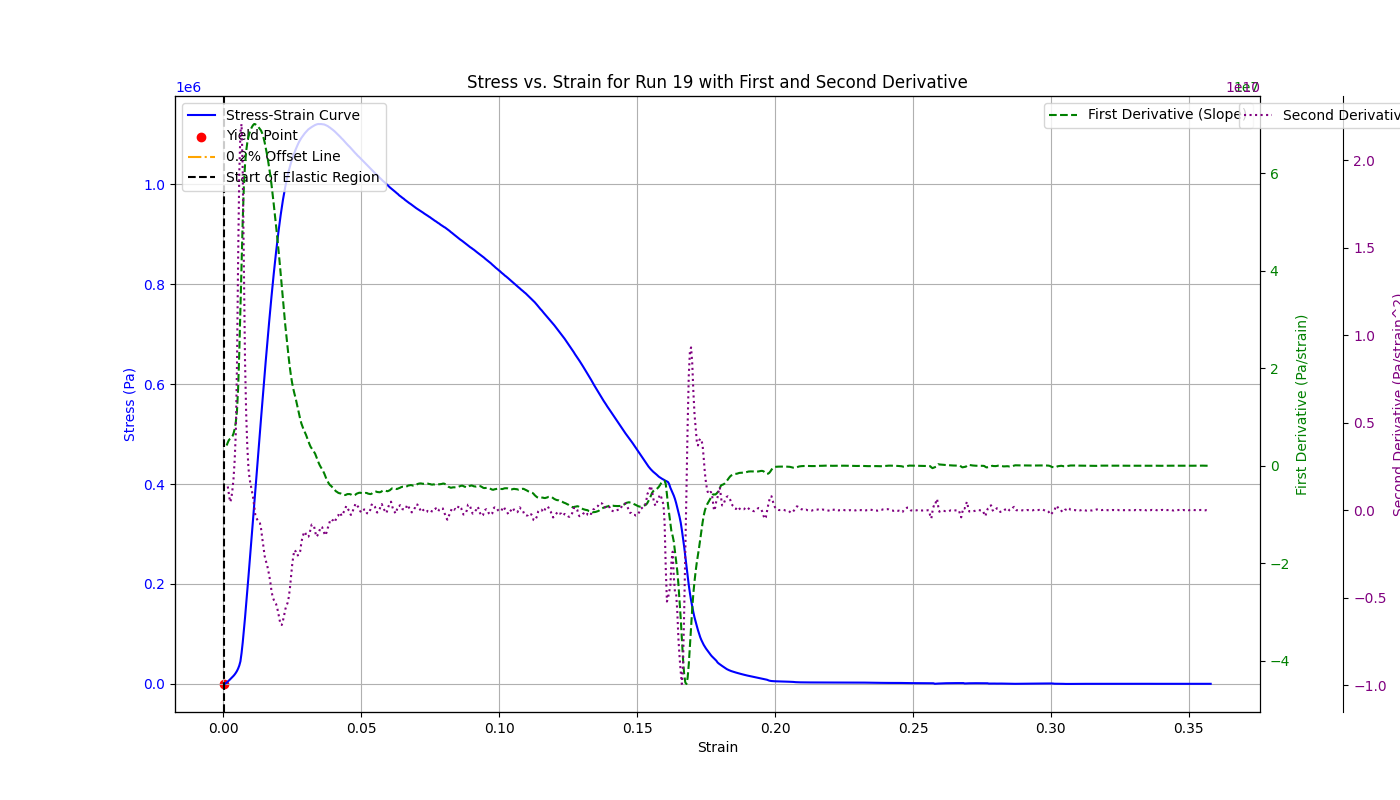 Stress vs. Strain for Run 19 with First and Second Derivative
1e6
Stress-Strain Curve
Yield Point
Offset Line
Start of Elastic Region
First Derivative (Slope)
Second Derivative
1.0
0.8
0.6
0.4
0.2
0.0
Stress (Pa)
0.00 0.05 0.10 0.15 0.20 0.25 0.30 0.35
Strain
6
4
2
0
−2
−4
First Derivative (Pa/strain)
2.0
1.5
1.0
0.5
0.0
−0.5
−1.0
Second Derivative (Pa/strain^2)